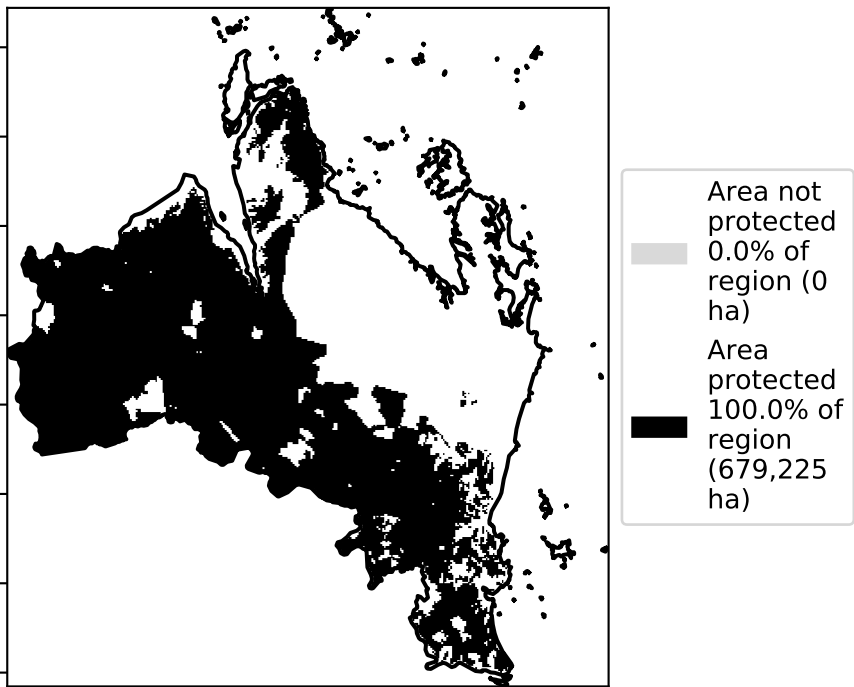 Area not
protected
0.0% of
region (0
ha)
Area
protected
100.0% of
region
(679,225
ha)